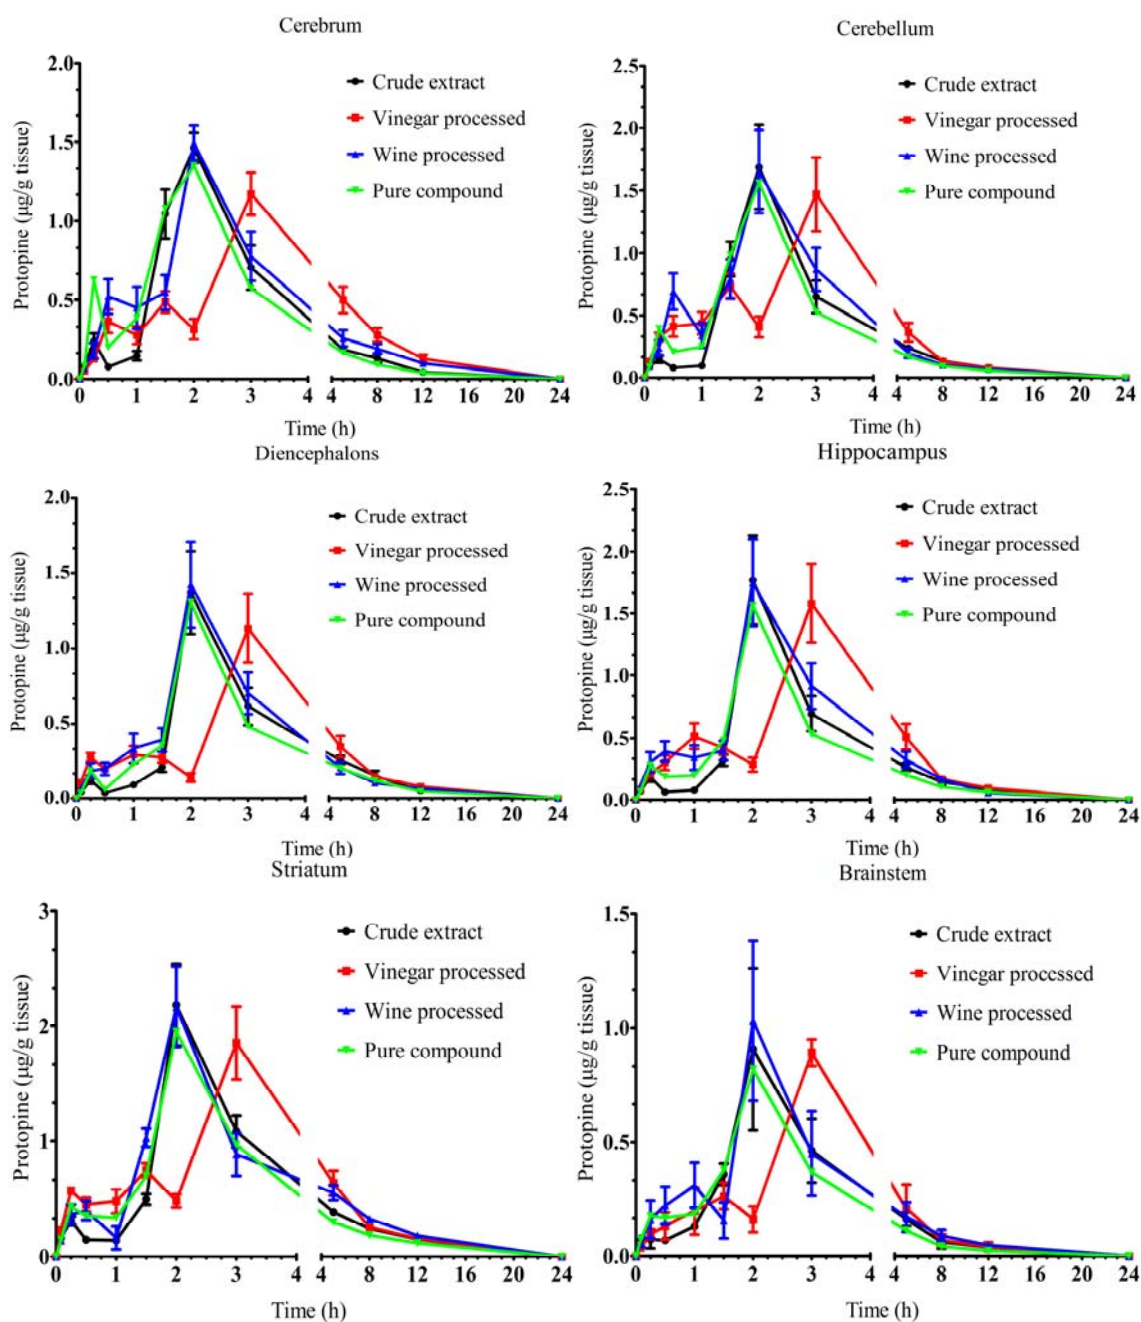 Cerebrum
Protopine (μg/g tissue)
2.0
1.5
1.0
0.5
0.0
Crude extract
Vinegar processed
Wine processed
Pure compound
0 1 2 3 4 4 8 12 16 20 24
Time (h)
Cerebellum
Protopine (μg/g tissue)
2.5
2.0
1.5
1.0
0.5
0.0
Crude extract
Vinegar processed
Wine processed
Pure compound
0 1 2 3 4 4 8 12 16 20 24
Time (h)
Diencephalons
Protopine (μg/g tissue)
2.0
1.5
1.0
0.5
0.0
Crude extract
Vinegar processed
Wine processed
Pure compound
0 1 2 3 4 4 8 12 16 20 24
Time (h)
Hippocampus
Protopine (μg/g tissue)
2.5
2.0
1.5
1.0
0.5
0.0
Crude extract
Vinegar processed
Wine processed
Pure compound
0 1 2 3 4 4 8 12 16 20 24
Time (h)
Striatum
Protopine (μg/g tissue)
3
2
1
0
Crude extract
Vinegar processed
Wine processed
Pure compound
0 1 2 3 4 4 8 12 16 20 24
Time (h)
Brainstem
Protopine (μg/g tissue)
1.5
1.0
0.5
0.0
Crude extract
Vinegar processed
Wine processed
Pure compound
0 1 2 3 4 4 8 12 16 20 24
Time (h)